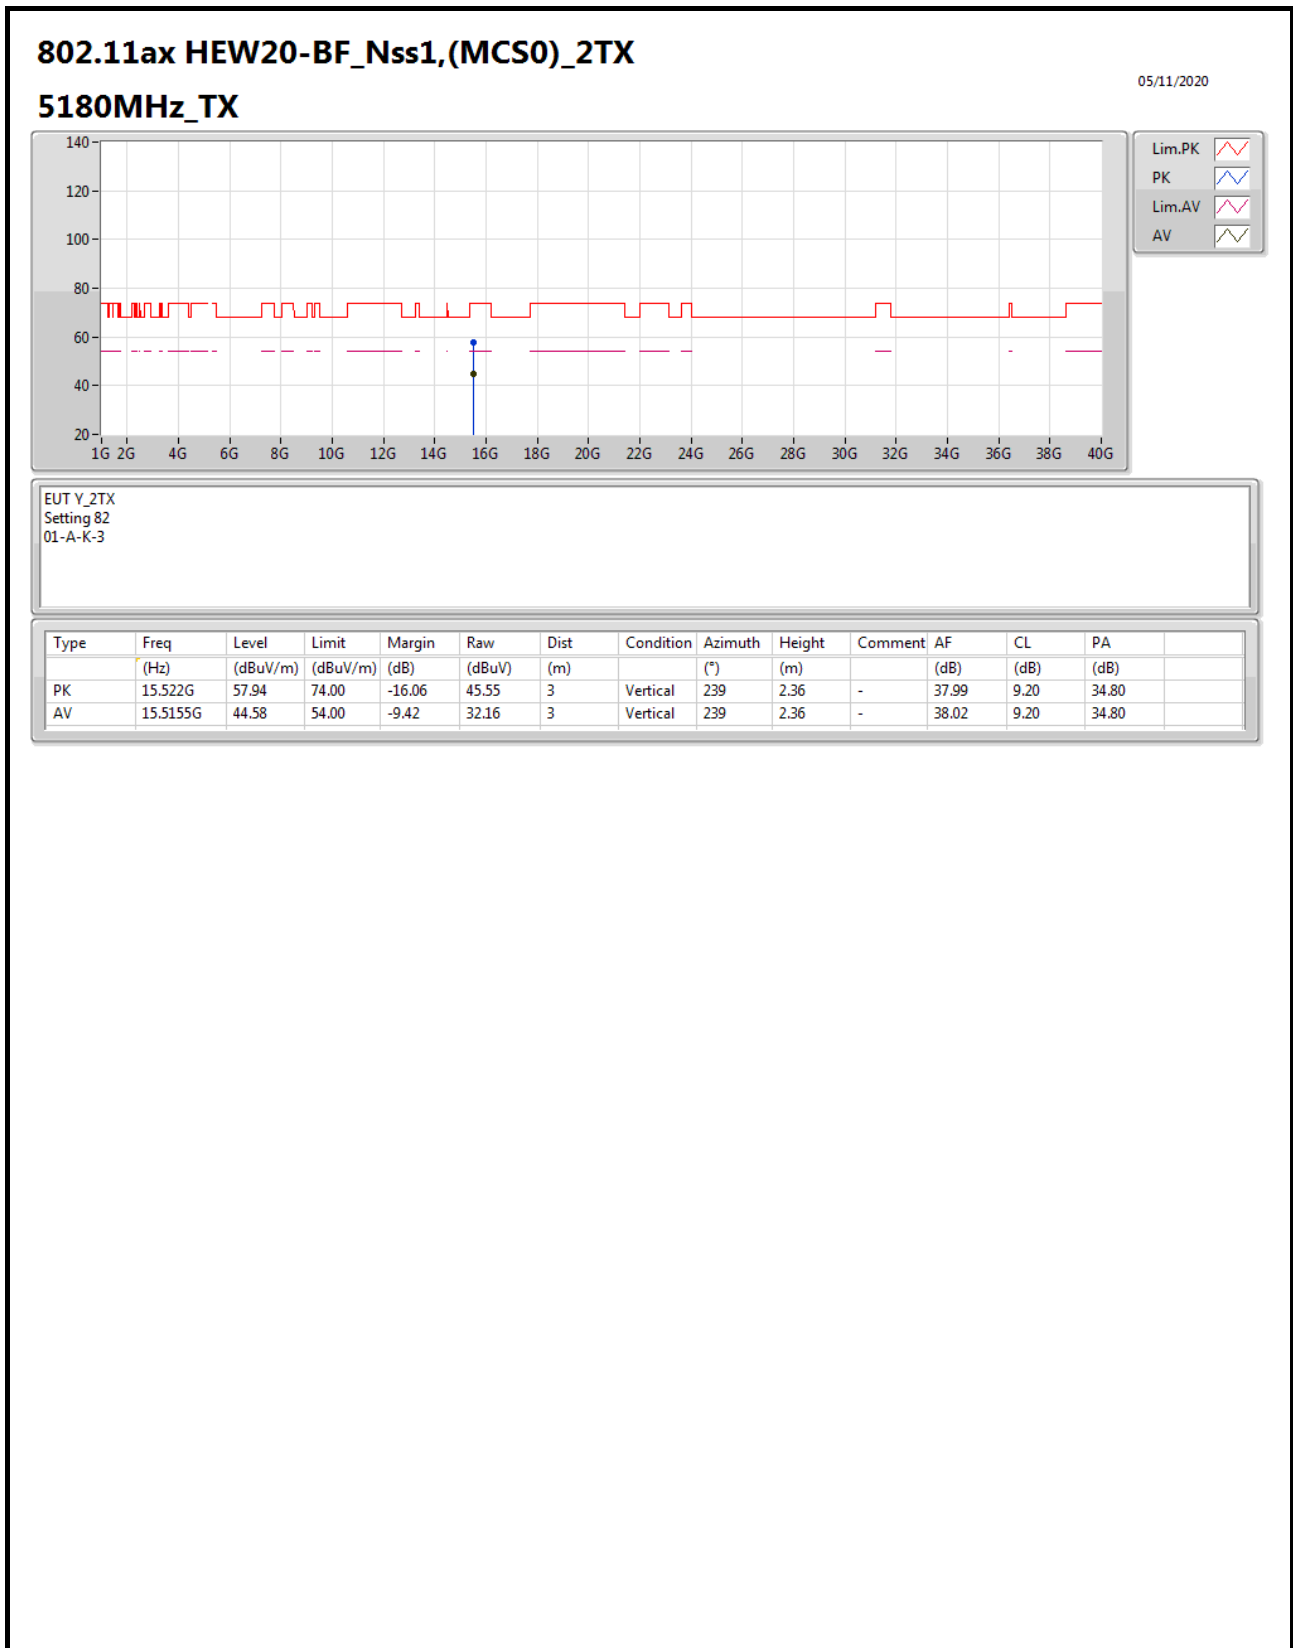 802.11ax HEW20-BF_Nss1,(MCS0)_2TX
05/11/2020
5180MHz_TX
140
120
100
80
60
40
20
1G 2G 4G 6G 8G 10G 12G 14G 16G 18G 20G 22G 24G 26G 28G 30G 32G 34G 36G 38G 40G
Lim.PK
PK
Lim.AV
AV
EUT Y_2TX
Setting 82
01-A-K-3
Type Freq Level Limit Margin Raw Dist Condition Azimuth Height Comment AF CL PA
(Hz) (dBuV/m) (dBuV/m) (dB) (dBuV) (m) (°) (m) (dB) (dB) (dB)
PK 15.522G 57.94 74.00 -16.06 45.55 3 Vertical 239 2.36 - 37.99 9.20 34.80
AV 15.5155G 44.58 54.00 -9.42 32.16 3 Vertical 239 2.36 - 38.02 9.20 34.80